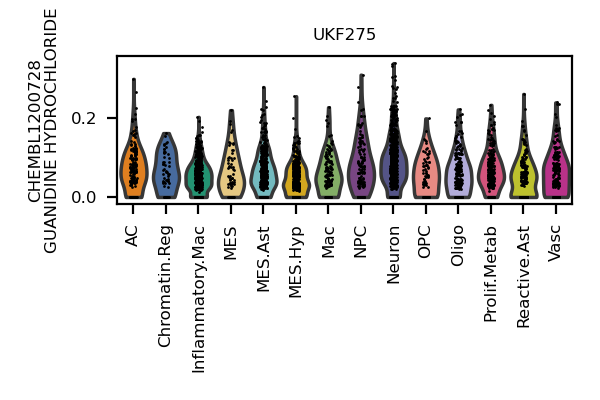 UKF275
CHEMBL1200728
GUANIDINE HYDROCHLORIDE
0.2
0.0
AC
Chromatin.Reg
Inflammatory.Mac
MES
MES.Ast
MES.Hyp
Mac
NPC
Neuron
OPC
Oligo
Prolif.Metab
Reactive.Ast
Vasc